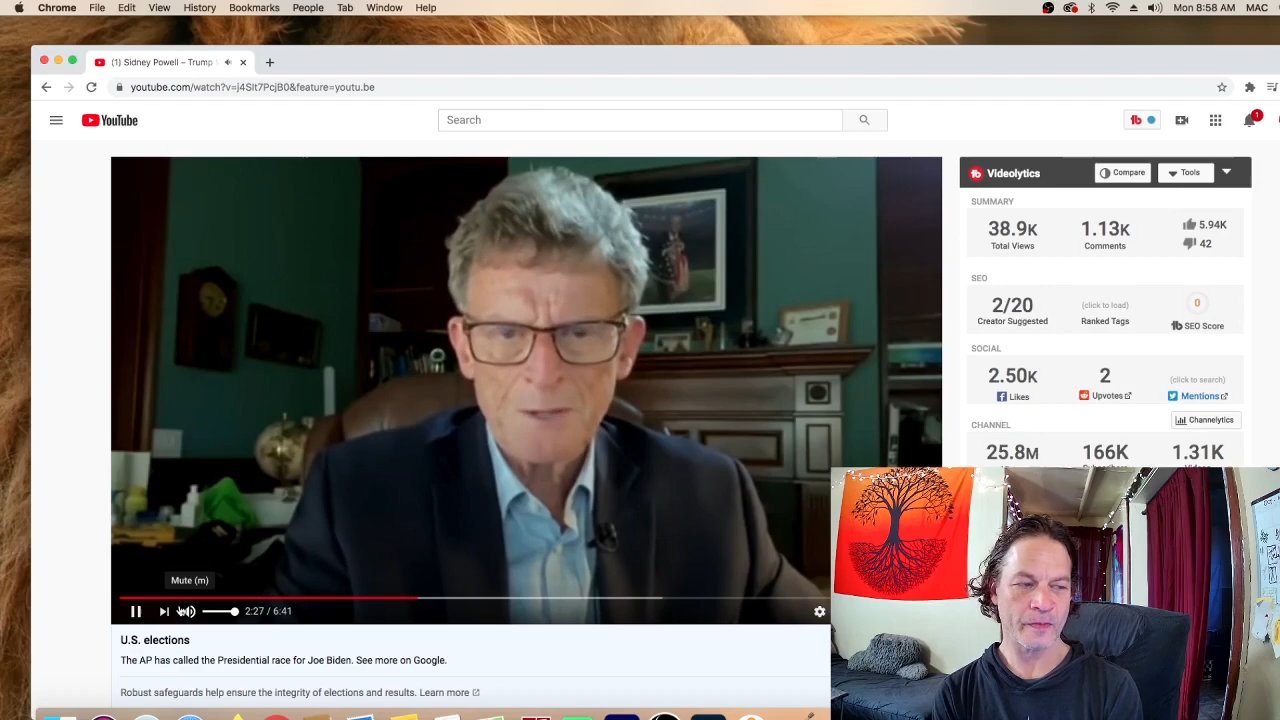 Chrome File Edit View History Bookmarks People Tab Window Help Mon 8:58 AM MAC
(1) Sidney Powell – Trump
youtube.com/watch?v=j4SIt7PcjB0&feature=youtu.be
YouTube Search 1
Videolytics Compare Tools
SUMMARY
38.9K 1.13K 5.94K
Total Views Comments 42
SEO
2/20 (click to load) 0
Creator Suggested Ranked Tags SEO Score
SOCIAL
2.50K 2 (click to search)
Likes Upvotes Mentions
Channelytics
CHANNEL
25.8M 166K 1.31K
Mute (m)
2:27 / 6:41
U.S. elections
The AP has called the Presidential race for Joe Biden. See more on Google.
Robust safeguards help ensure the integrity of elections and results. Learn more